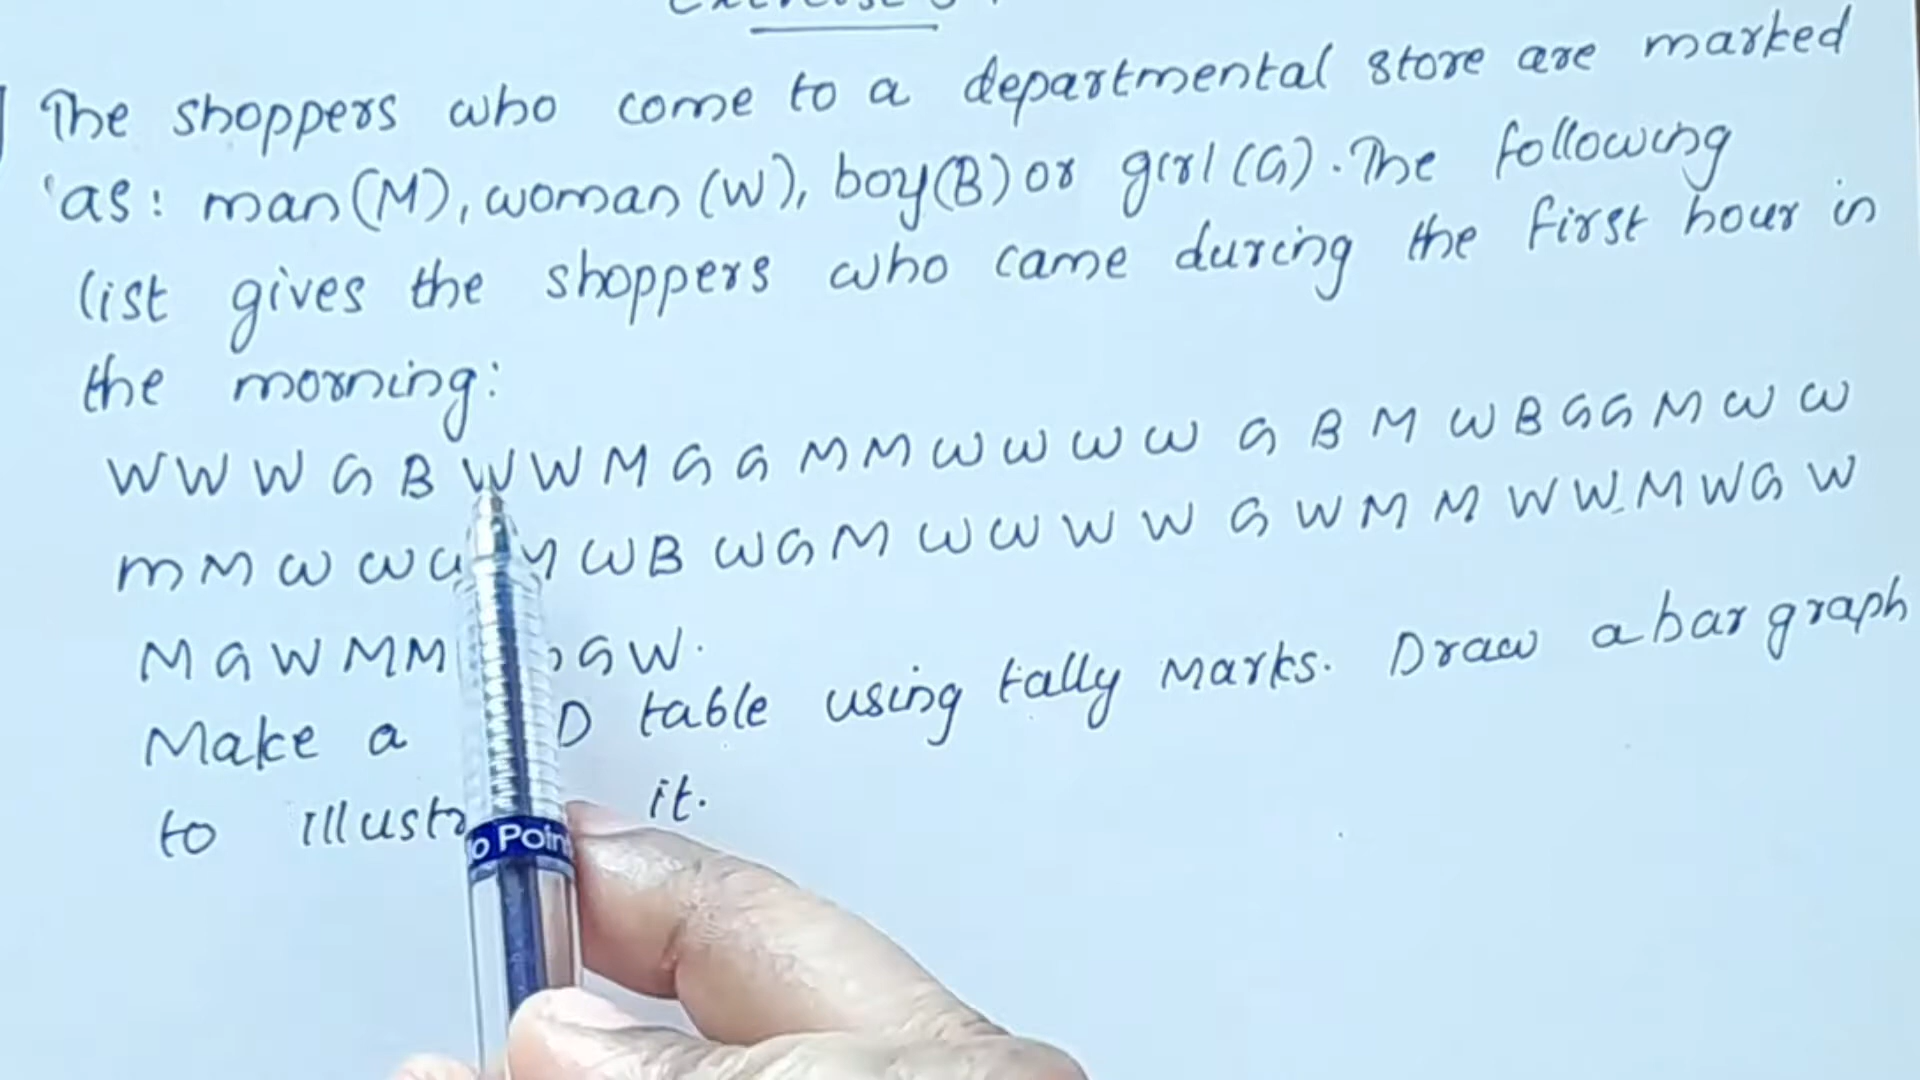 The shoppers who come to a departmental store are marked
as: man(M), woman (W), boy(B) or girl (G). The following
list gives the shoppers who came during the first hour in
the morning:
W W W G B W W M G G M M W W W W G B M W B G G M W W
M M W W W M W B W G M W W W W G W M M W W M W G W
M G W M M G W.
Make a D table using tally Marks. Draw a bar graph
to it.
o Poin